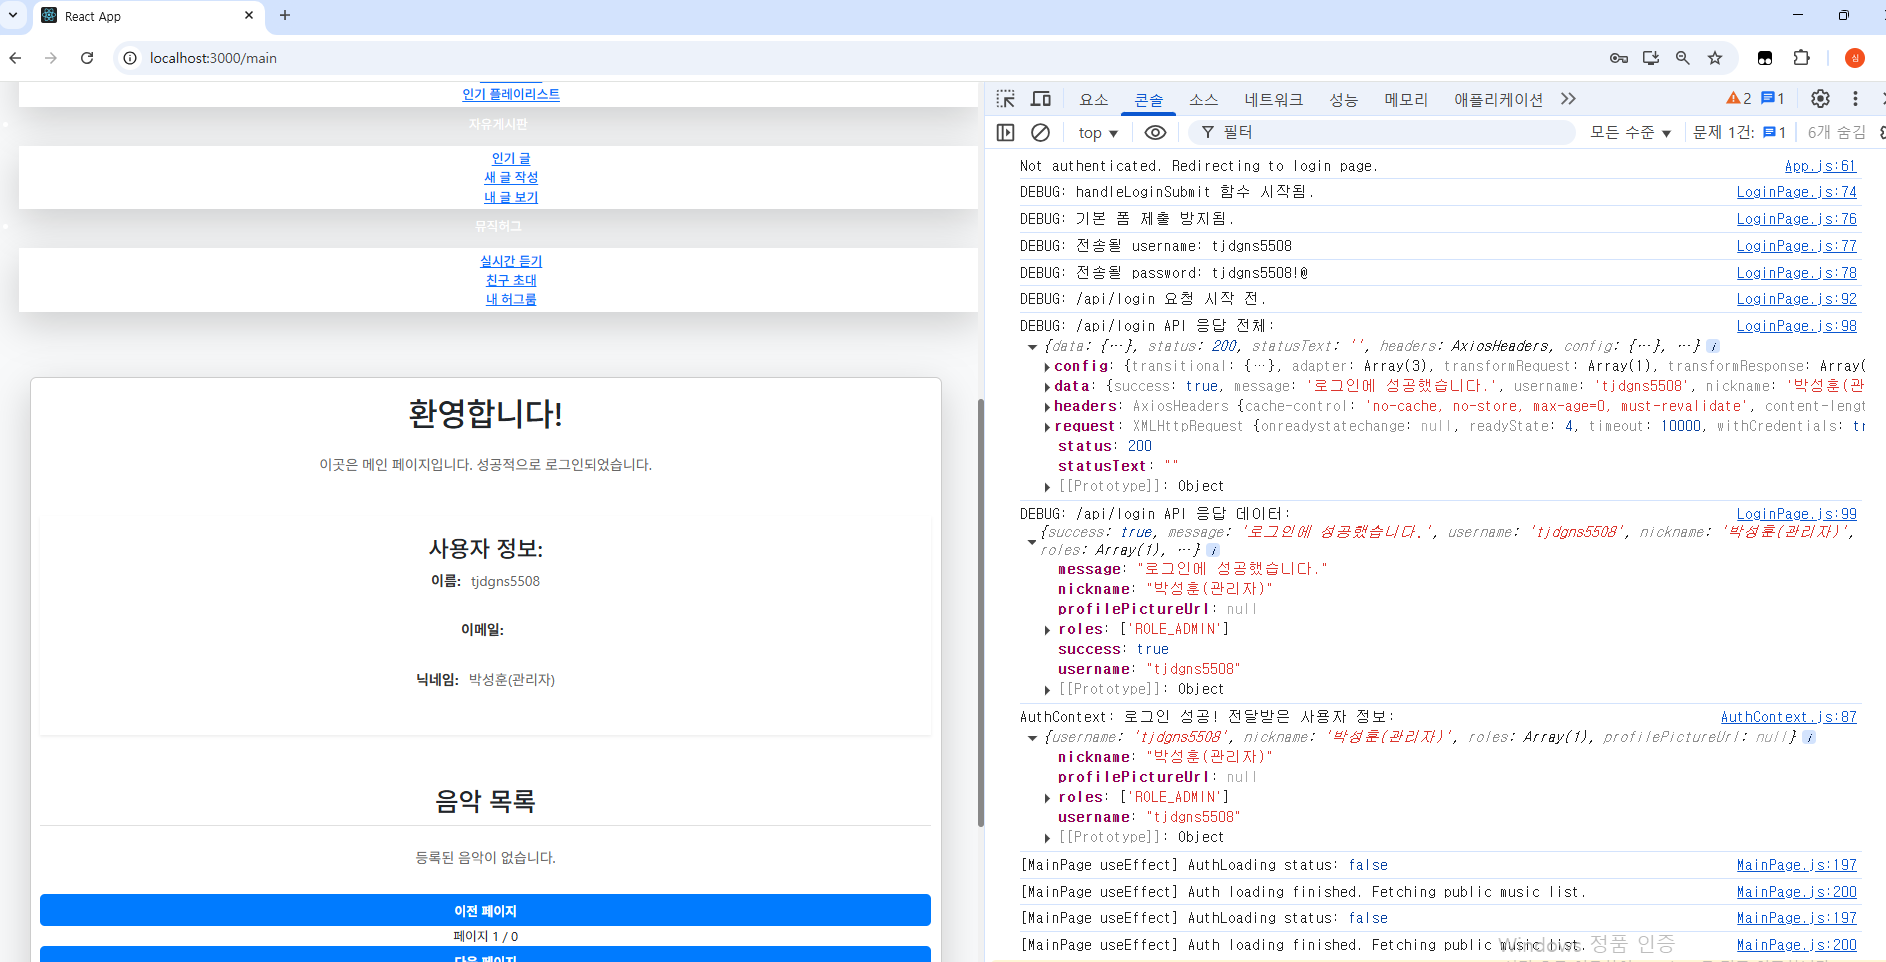 React App
localhost:3000/main
심
인기 플레이리스트
자유게시판
인기 글
새 글 작성
내 글 보기
뮤직허그
실시간 듣기
친구 초대
내 허그룸
환영합니다!
이곳은 메인 페이지입니다. 성공적으로 로그인되었습니다.
사용자 정보:
이름: tjdgns5508
이메일:
닉네임: 박성훈(관리자)
음악 목록
등록된 음악이 없습니다.
이전 페이지
페이지 1 / 0
다음 페이지
요소 콘솔 소스 네트워크 성능 메모리 애플리케이션 2 1
top 필터 모든 수준 문제 1건: 1 6개 숨김
Not authenticated. Redirecting to login page. App.js:61
DEBUG: handleLoginSubmit 함수 시작됨. LoginPage.js:74
DEBUG: 기본 폼 제출 방지됨. LoginPage.js:76
DEBUG: 전송될 username: tjdgns5508 LoginPage.js:77
DEBUG: 전송될 password: tjdgns5508!@ LoginPage.js:78
DEBUG: /api/login 요청 시작 전. LoginPage.js:92
DEBUG: /api/login API 응답 전체: LoginPage.js:98
{data: {…}, status: 200, statusText: '', headers: AxiosHeaders, config: {…}, …}
config: {transitional: {…}, adapter: Array(3), transformRequest: Array(1), transformResponse: Array(
data: {success: true, message: '로그인에 성공했습니다.', username: 'tjdgns5508', nickname: '박성훈(관
headers: AxiosHeaders {cache-control: 'no-cache, no-store, max-age=0, must-revalidate', content-lengt
request: XMLHttpRequest {onreadystatechange: null, readyState: 4, timeout: 10000, withCredentials: tr
status: 200
statusText: ""
[[Prototype]]: Object
DEBUG: /api/login API 응답 데이터: LoginPage.js:99
{success: true, message: '로그인에 성공했습니다.', username: 'tjdgns5508', nickname: '박성훈(관리자)',
roles: Array(1), …}
message: "로그인에 성공했습니다."
nickname: "박성훈(관리자)"
profilePictureUrl: null
roles: ['ROLE_ADMIN']
success: true
username: "tjdgns5508"
[[Prototype]]: Object
AuthContext: 로그인 성공! 전달받은 사용자 정보: AuthContext.js:87
{username: 'tjdgns5508', nickname: '박성훈(관리자)', roles: Array(1), profilePictureUrl: null}
nickname: "박성훈(관리자)"
profilePictureUrl: null
roles: ['ROLE_ADMIN']
username: "tjdgns5508"
[[Prototype]]: Object
[MainPage useEffect] AuthLoading status: false MainPage.js:197
[MainPage useEffect] Auth loading finished. Fetching public music list. MainPage.js:200
[MainPage useEffect] AuthLoading status: false MainPage.js:197
[MainPage useEffect] Auth loading finished. Fetching public music list. MainPage.js:200
Windows 정품 인증